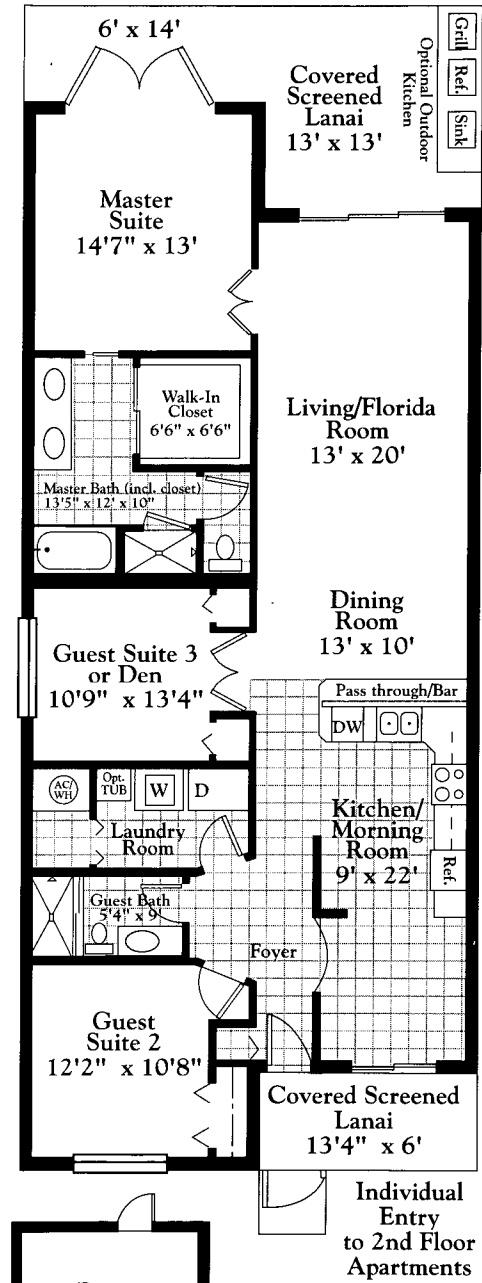 6' x 14'
Covered
Screened
Lanai
13' x 13'
Optional Outdoor
Kitchen
Grill
Ref.
Sink
Master
Suite
14'7" x 13'
Walk-In
Closet
6'6" x 6'6"
Living/Florida
Room
13' x 20'
Master Bath (incl. closet)
13'5" x 12' x 10"
Dining
Room
13' x 10'
Guest Suite 3
or Den
10'9" x 13'4"
Pass through/Bar
DW
AC/
WH
Opt.
TUB
W
D
Laundry
Room
Kitchen/
Morning
Room
9' x 22'
Ref.
Guest Bath
5'4" x 9'
Foyer
Guest
Suite 2
12'2" x 10'8"
Covered Screened
Lanai
13'4" x 6'
Individual
Entry
to 2nd Floor
Apartments